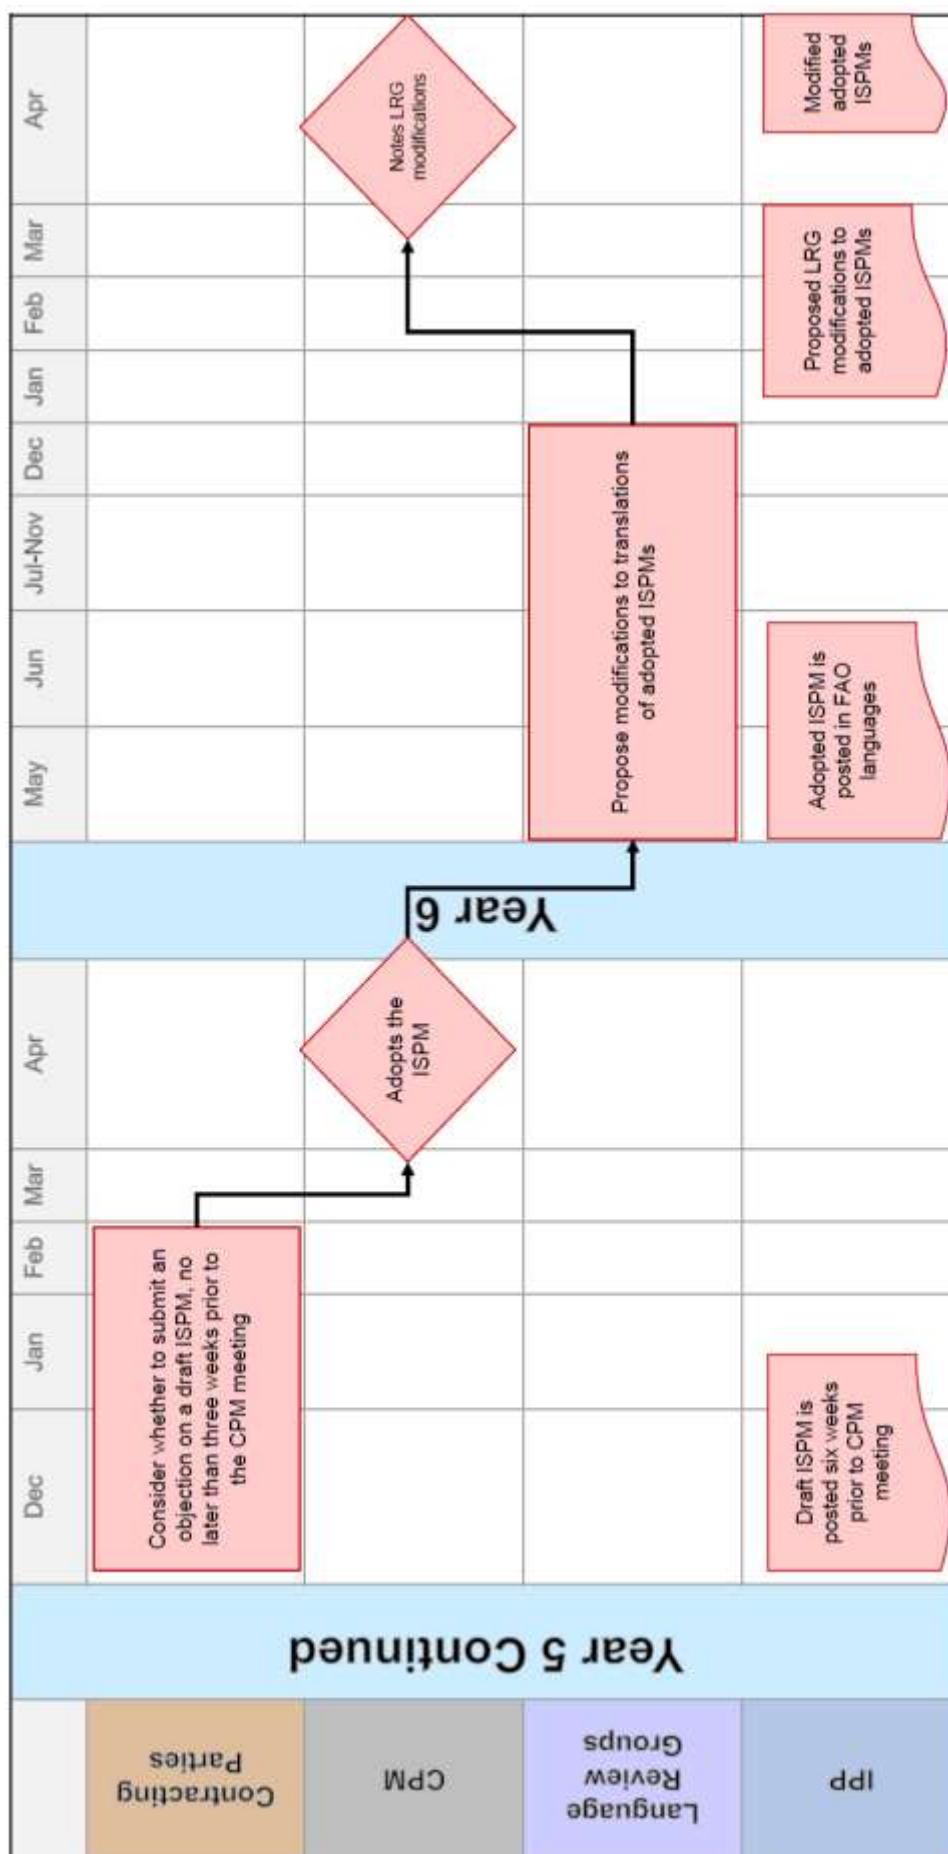 Contracting
Parties
CPM
Language
Review
Groups
IPP
Year 5 Continued
Dec
Jan
Feb
Mar
Apr
Consider whether to submit an
objection on a draft ISPM, no
later than three weeks prior to
the CPM meeting
Adopts the
ISPM
Draft ISPM is
posted six weeks
prior to CPM
meeting
Year 6
May
Jun
Jul-Nov
Dec
Jan
Feb
Mar
Apr
Notes LRG
modifications
Propose modifications to translations
of adopted ISPMs
Adopted ISPM is
posted in FAO
languages
Proposed LRG
modifications to
adopted ISPMs
Modified
adopted
ISPMs